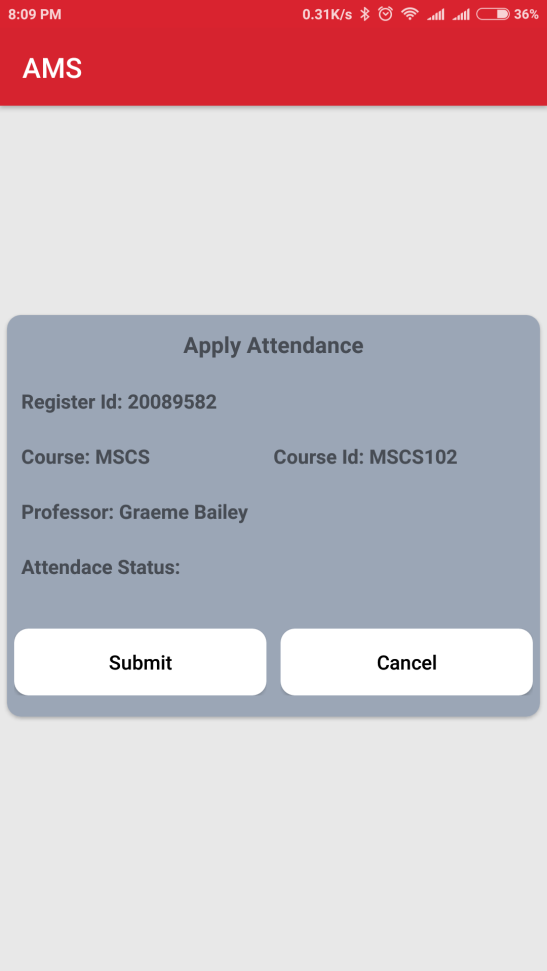 8:09 PM 0.31K/s 36%
AMS
Apply Attendance
Register Id: 20089582
Course: MSCS Course Id: MSCS102
Professor: Graeme Bailey
Attendace Status:
Submit Cancel